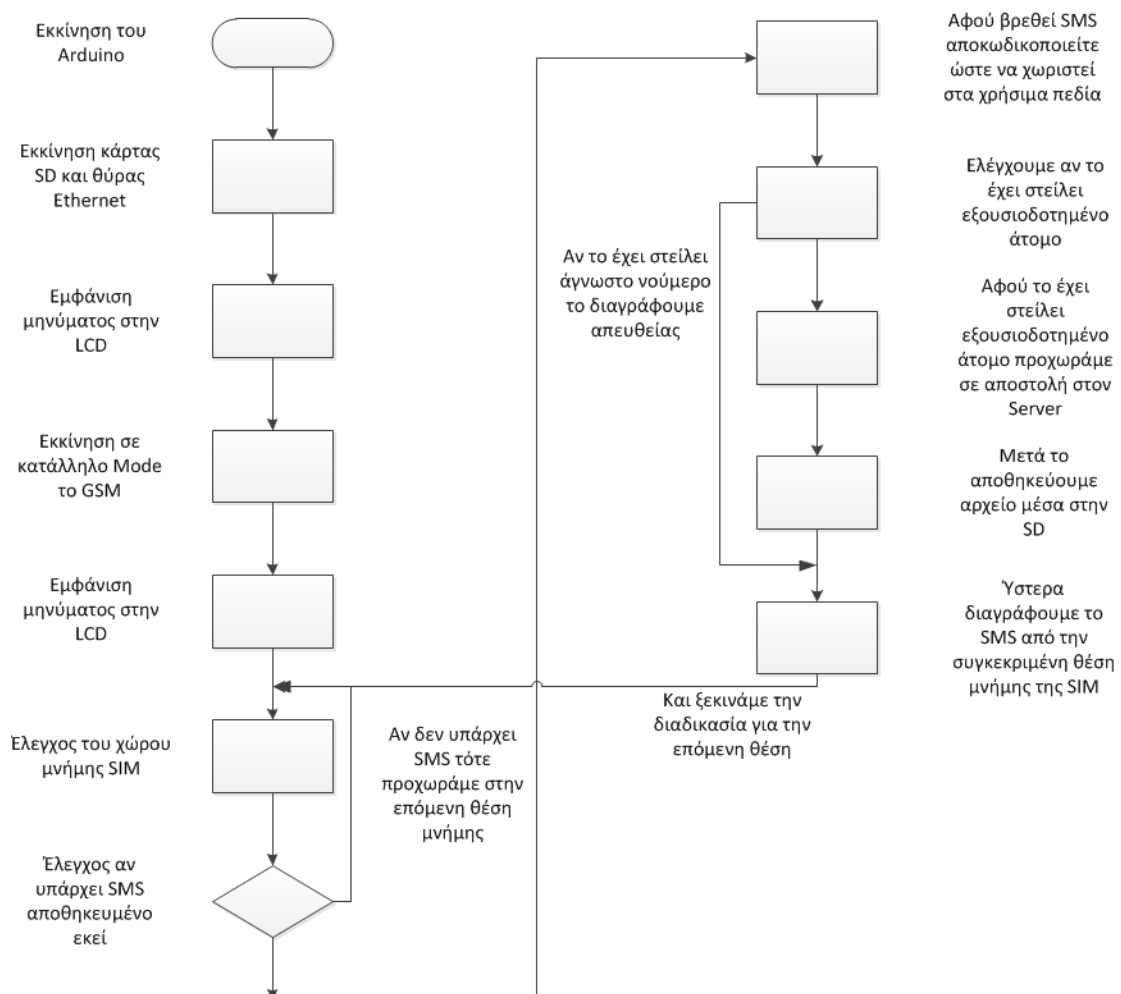 Εκκίνηση του
Arduino
Εκκίνηση κάρτας
SD και θύρας
Ethernet
Εμφάνιση
μηνύματος στην
LCD
Εκκίνηση σε
κατάλληλο Mode
το GSM
Εμφάνιση
μηνύματος στην
LCD
Έλεγχος του χώρου
μνήμης SIM
Έλεγχος αν
υπάρχει SMS
αποθηκευμένο
εκεί
Αν δεν υπάρχει
SMS τότε
προχωράμε στην
επόμενη θέση
μνήμης
Αφού βρεθεί SMS
αποκωδικοποιείτε
ώστε να χωριστεί
στα χρήσιμα πεδία
Ελέγχουμε αν το
έχει στείλει
εξουσιοδοτημένο
άτομο
Αν το έχει στείλει
άγνωστο νούμερο
το διαγράφουμε
απευθείας
Αφού το έχει
στείλει
εξουσιοδοτημένο
άτομο προχωράμε
σε αποστολή στον
Server
Μετά το
αποθηκεύουμε
αρχείο μέσα στην
SD
Ύστερα
διαγράφουμε το
SMS από την
συγκεκριμένη θέση
μνήμης της SIM
Και ξεκινάμε την
διαδικασία για την
επόμενη θέση